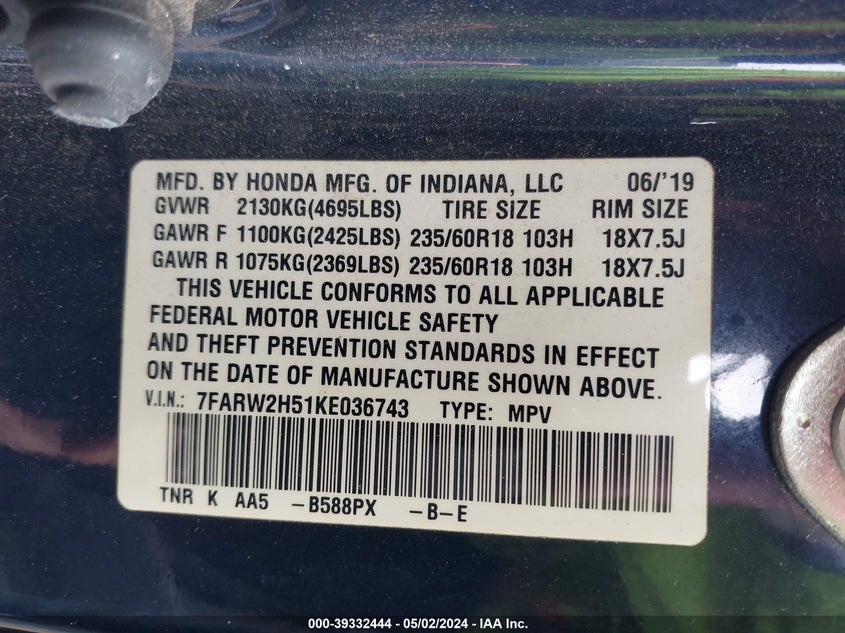 MFD. BY HONDA MFG. OF INDIANA, LLC 06/'19
GVWR 2130KG(4695LBS) TIRE SIZE RIM SIZE
GAWR F 1100KG(2425LBS) 235/60R18 103H 18X7.5J
GAWR R 1075KG(2369LBS) 235/60R18 103H 18X7.5J
THIS VEHICLE CONFORMS TO ALL APPLICABLE
FEDERAL MOTOR VEHICLE SAFETY
AND THEFT PREVENTION STANDARDS IN EFFECT
ON THE DATE OF MANUFACTURE SHOWN ABOVE.
V.I.N.: 7FARW2H51KE036743 TYPE: MPV
TNR K AA5 -B588PX -B-E
000-39332444 - 05/02/2024 - IAA Inc.